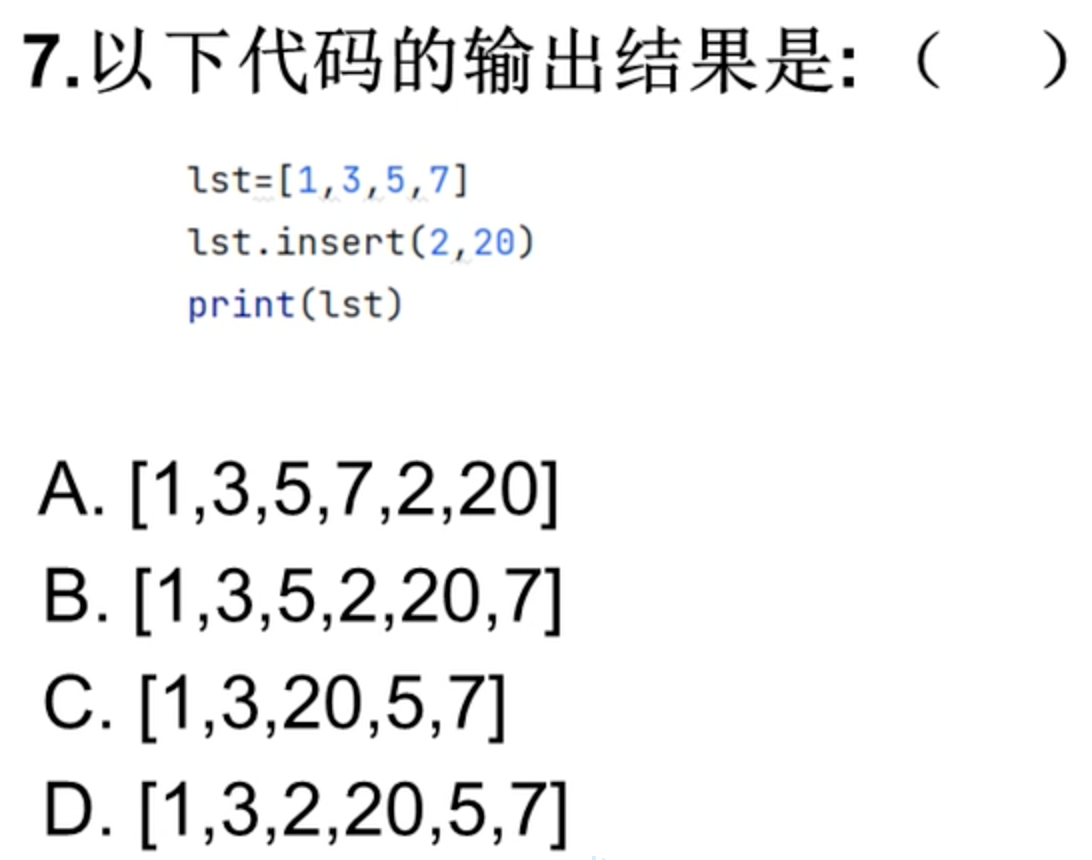 7.以下代码的输出结果是:（　　）
lst=[1,3,5,7]
lst.insert(2,20)
print(lst)
A. [1,3,5,7,2,20]
B. [1,3,5,2,20,7]
C. [1,3,20,5,7]
D. [1,3,2,20,5,7]